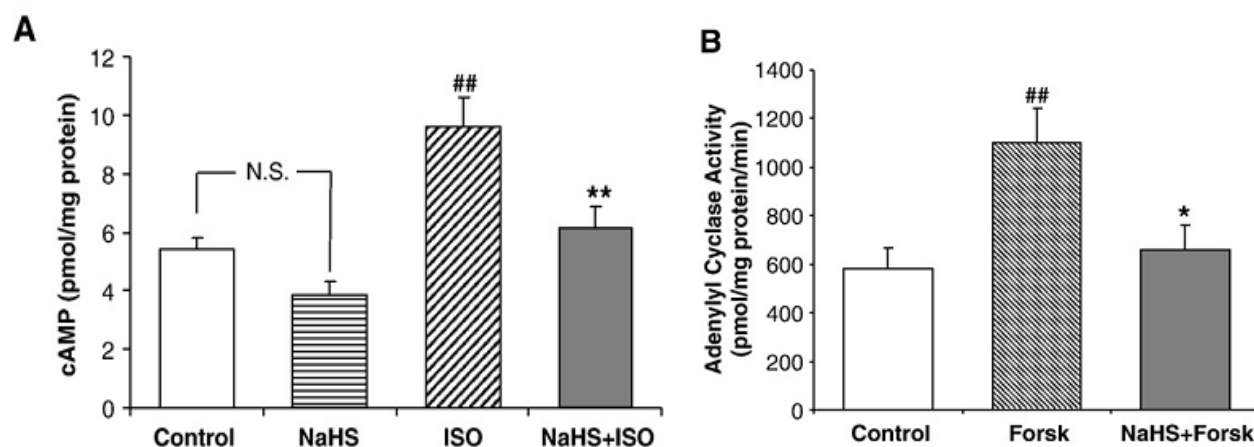 A
cAMP (pmol/mg protein)
12
10
8
6
4
2
0
N.S.
##
**
Control NaHS ISO NaHS+ISO
B
Adenylyl Cyclase Activity
(pmol/mg protein/min)
1400
1200
1000
800
600
400
200
0
##
*
Control Forsk NaHS+Forsk